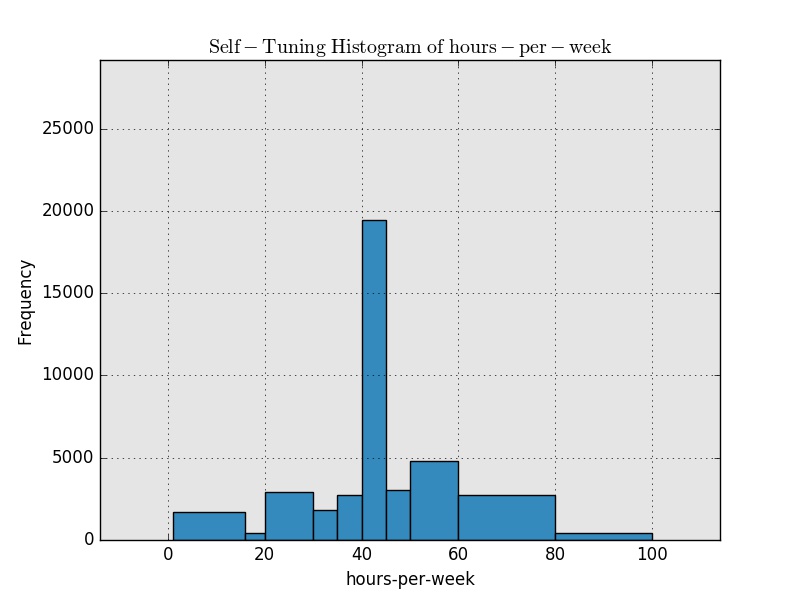 Self − Tuning Histogram of hours − per − week
25000
20000
15000
10000
5000
0
Frequency
0 20 40 60 80 100
hours-per-week